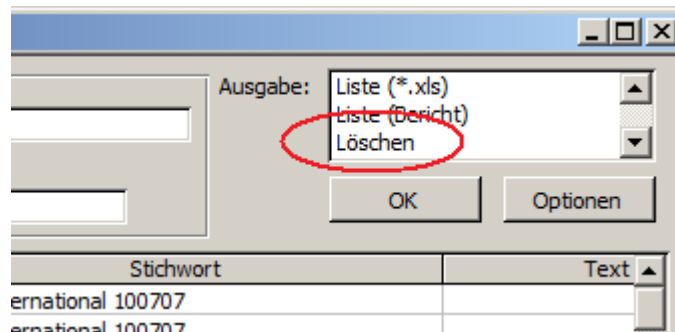 Ausgabe:
Liste (*.xls)
Liste (Bericht)
Löschen
OK
Optionen
Stichwort
Text
ernational 100707
ernational 100707